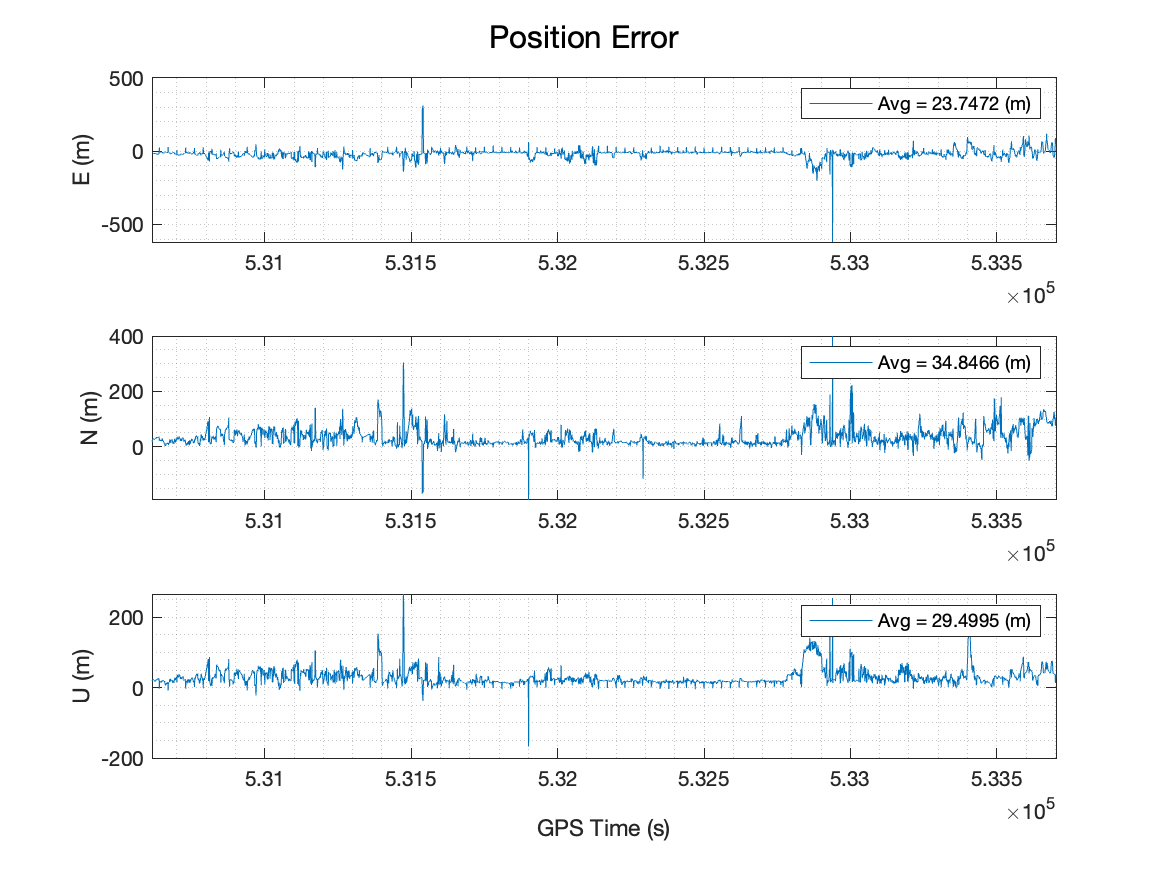 Position Error
500
0
-500
E (m)
Avg = 23.7472 (m)
5.31 5.315 5.32 5.325 5.33 5.335
×10^5
400
200
0
N (m)
Avg = 34.8466 (m)
5.31 5.315 5.32 5.325 5.33 5.335
×10^5
200
0
-200
U (m)
Avg = 29.4995 (m)
5.31 5.315 5.32 5.325 5.33 5.335
×10^5
GPS Time (s)